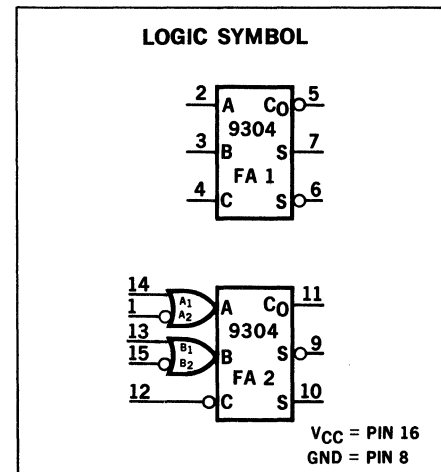 LOGIC SYMBOL
2 A CO 5
9304
3 B S 7
FA 1
4 C S 6
14 A1 A CO 11
1 A2
9304
13 B1 S 9
15 B2 B
FA 2
12 C S 10
VCC = PIN 16
GND = PIN 8